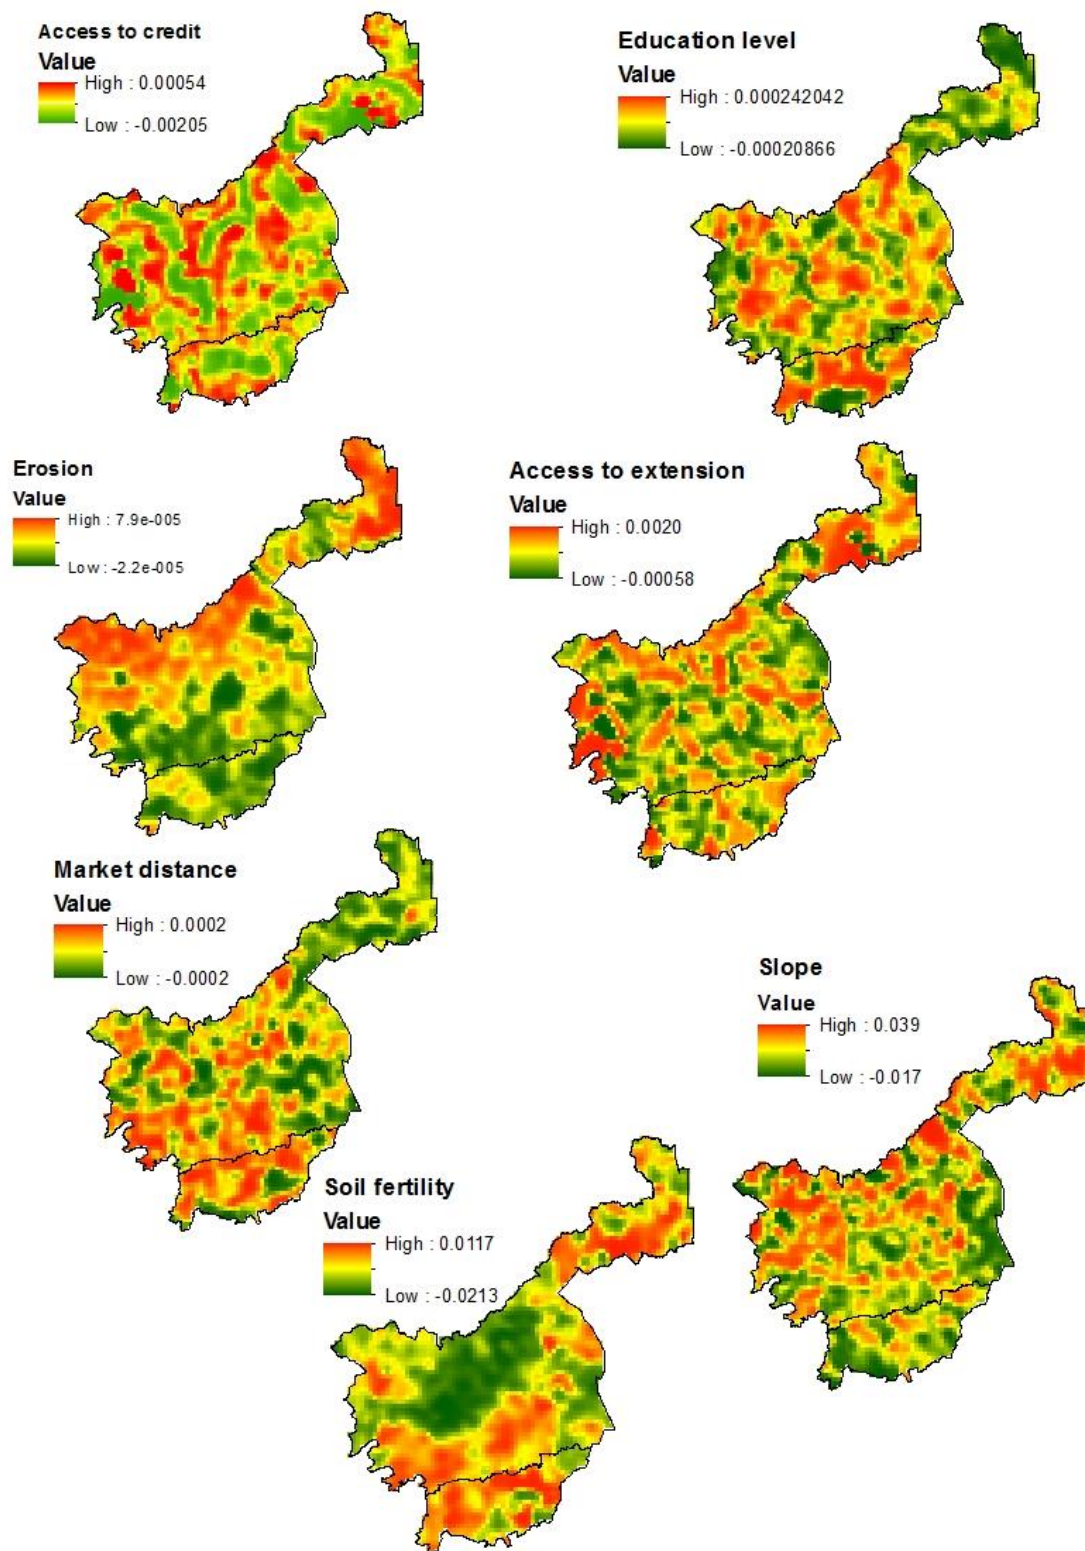 Access to credit
Value
High : 0.00054
Low : -0.00205
Education level
Value
High : 0.000242042
Low : -0.00020866
Erosion
Value
High : 7.9e-005
Low : -2.2e-005
Access to extension
Value
High : 0.0020
Low : -0.00058
Market distance
Value
High : 0.0002
Low : -0.0002
Slope
Value
High : 0.039
Low : -0.017
Soil fertility
Value
High : 0.0117
Low : -0.0213